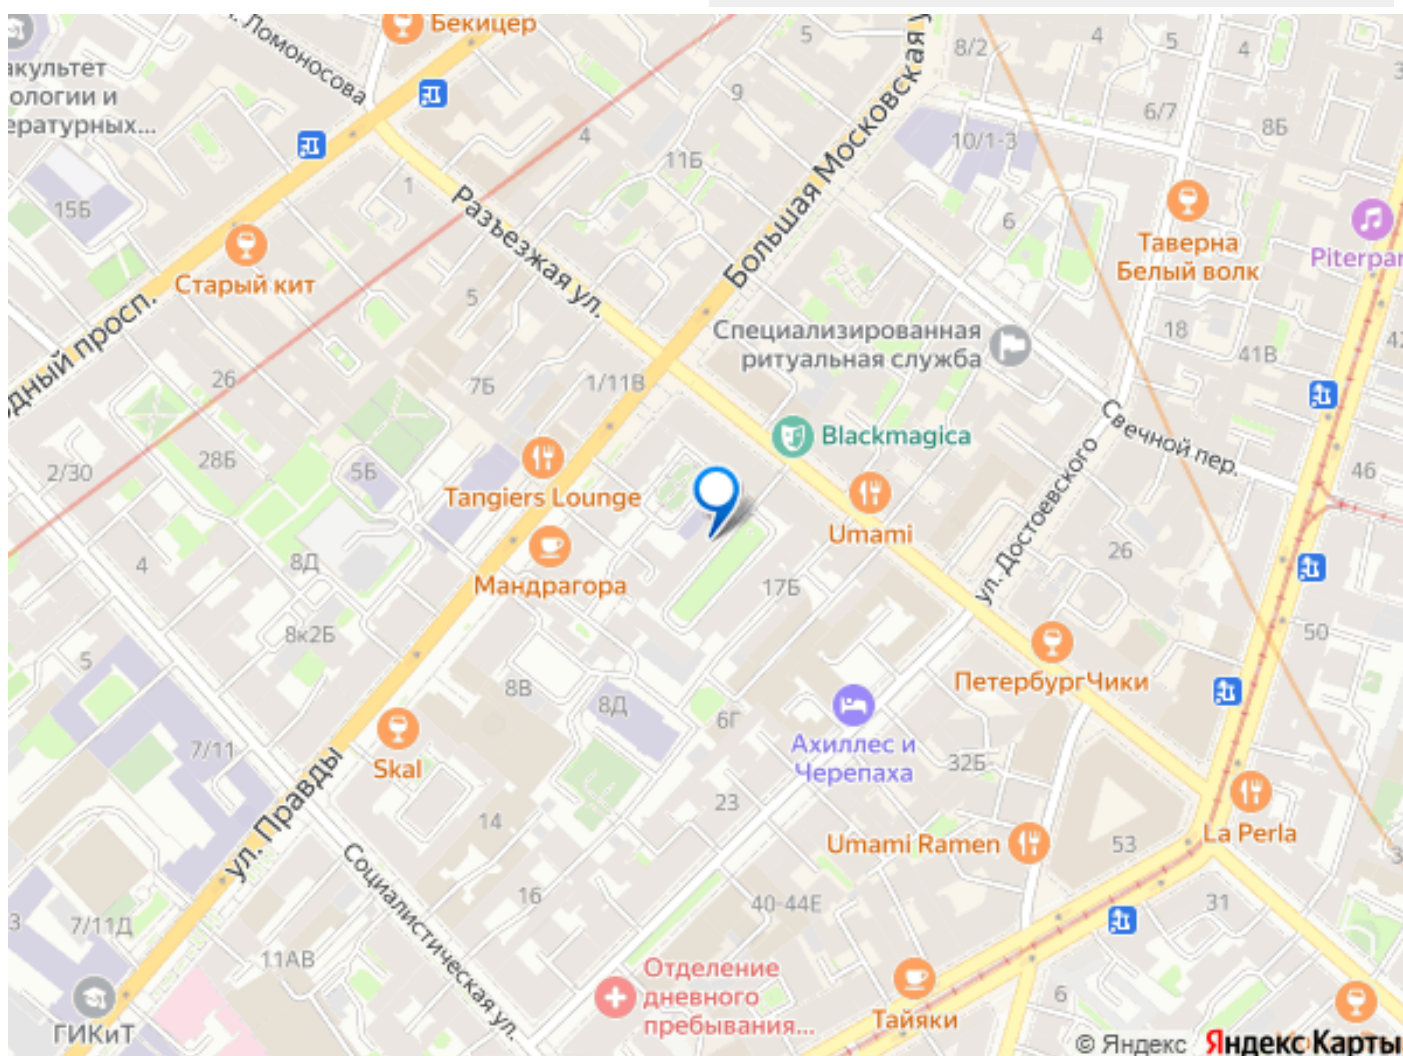 Бекицер
Ломоносова
5
8/2
4
5
4
акультет
ологии и
ературных...
9
6/7
8Б
4
10/1-3
11Б
Большая Московская
1
15Б
Разъезжая ул.
6
Таверна
Белый волк
Piterpar
Старый кит
5
Специализированная
ритуальная служба
18
41В
42
одный просп.
26
7Б
1/11В
Свечной пер.
Blackmagica
2/30
28Б
5Б
Tangiers Lounge
46
Umami
ул. Достоевского
26
4
8Д
Мандрагора
17Б
8к2Б
50
5
ПетербургЧики
8В
8Д
6Г
7/11
Skal
Ахиллес и
Черепаха
32Б
ул. Правды
23
La Perla
14
Umami Ramen
53
Социалистическая ул.
16
40-44Е
31
3
7/11Д
11АВ
Отделение
дневного
пребывания...
6
ГИКиТ
Тайяки
© Яндекс Яндекс Карты